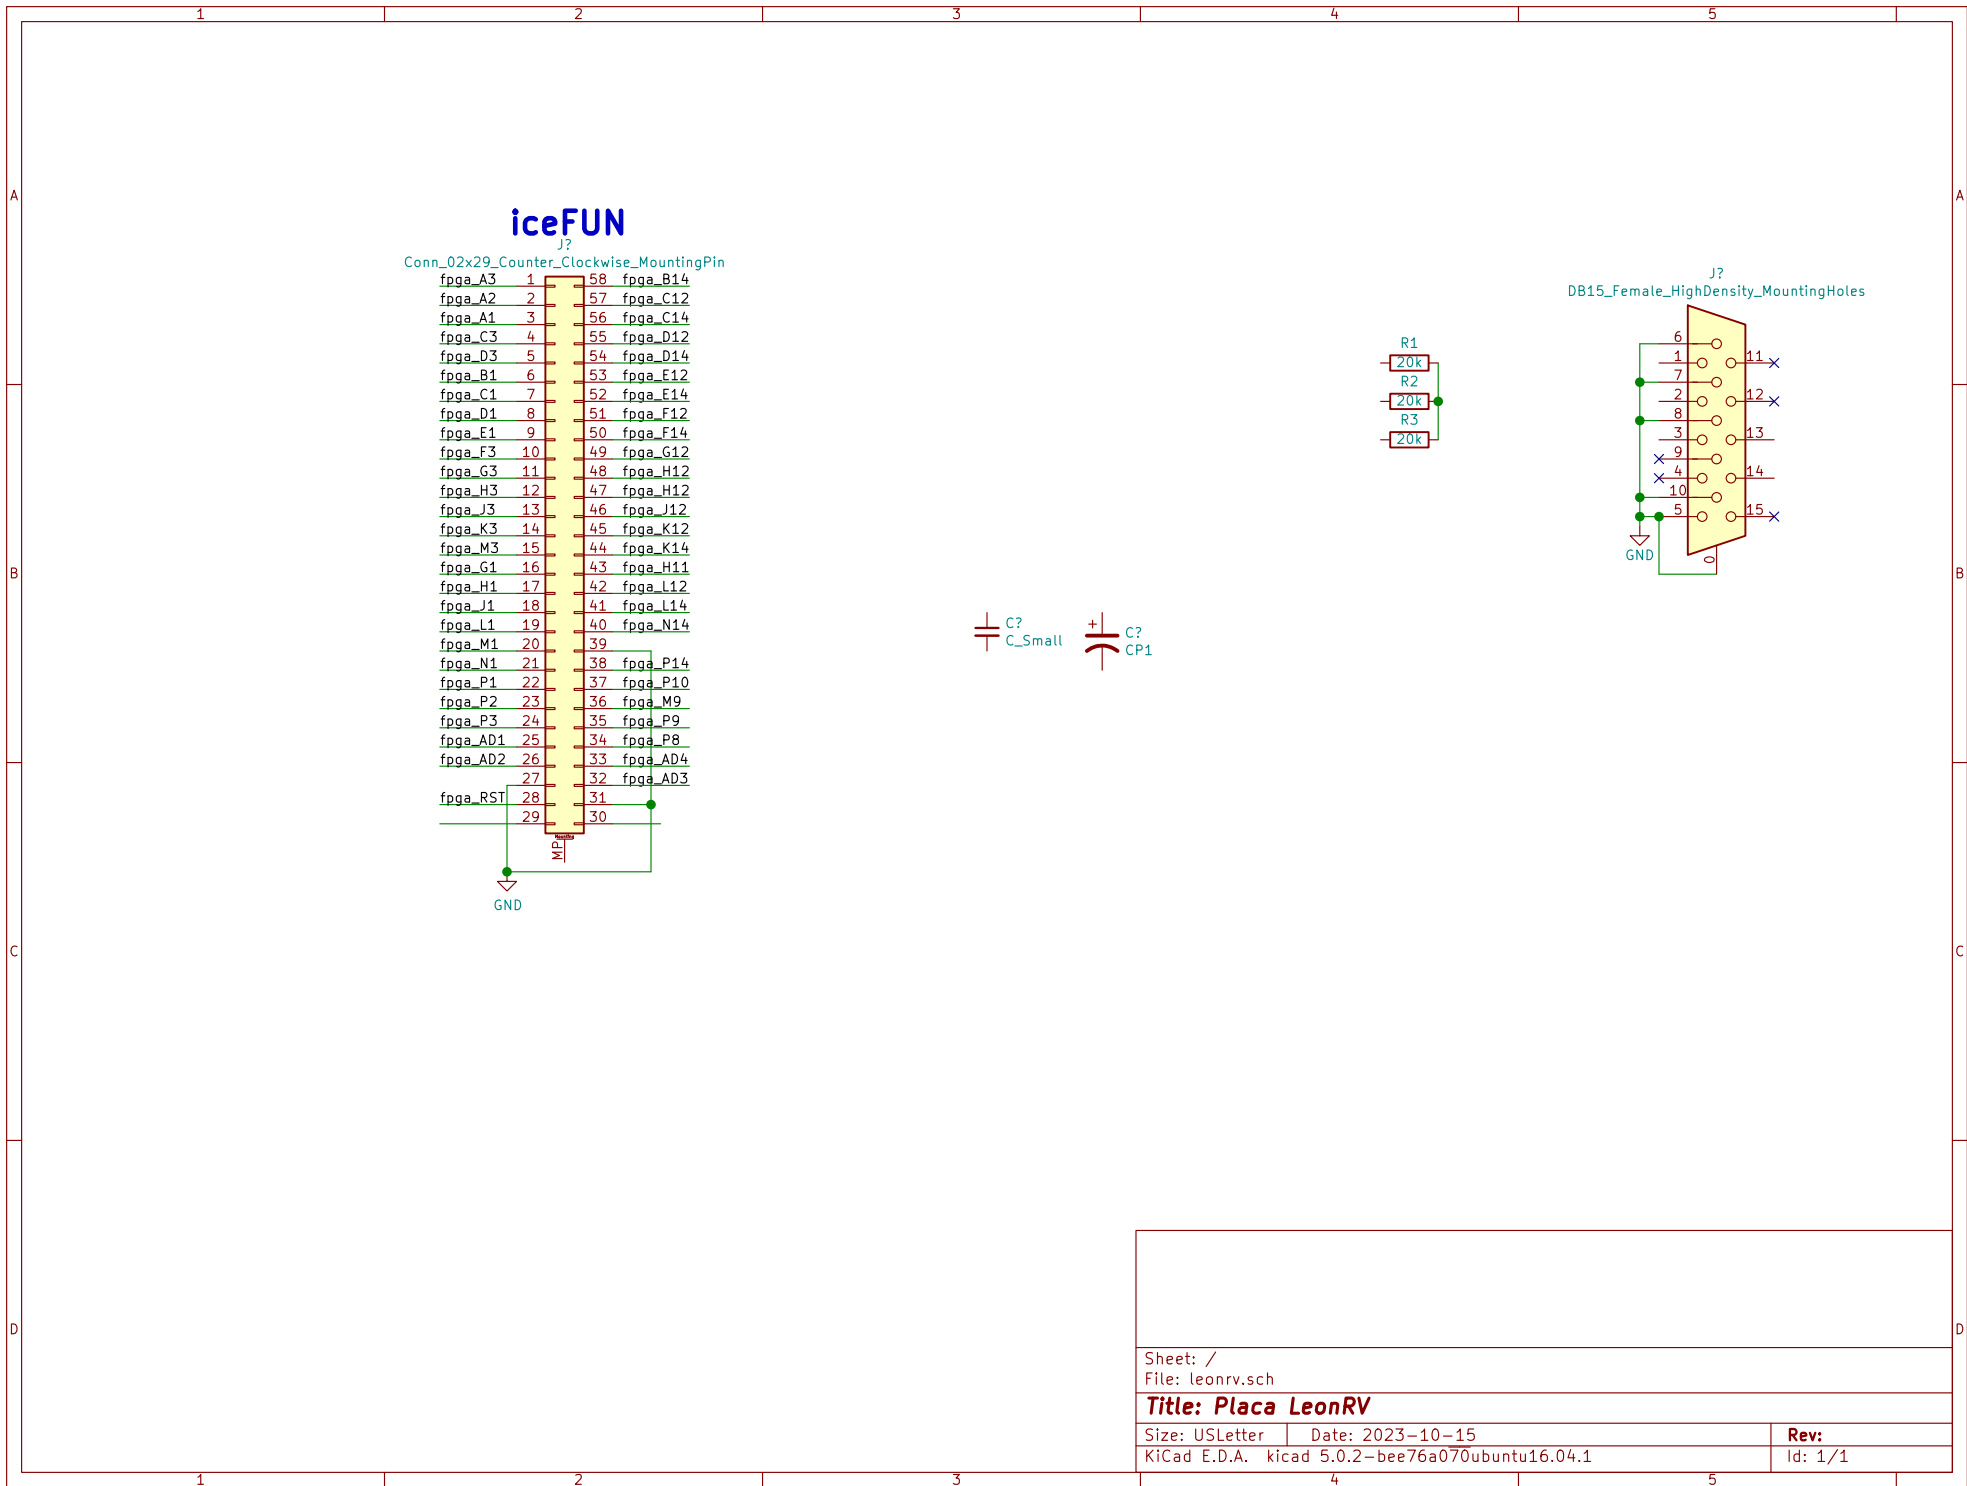 1 2 3 4 5
A A
iceFUN
J?
Conn_02x29_Counter_Clockwise_MountingPin
fpga_A3 1 58 fpga_B14
fpga_A2 2 57 fpga_C12
fpga_A1 3 56 fpga_C14
fpga_C3 4 55 fpga_D12
fpga_D3 5 54 fpga_D14
fpga_B1 6 53 fpga_E12
fpga_C1 7 52 fpga_E14
fpga_D1 8 51 fpga_F12
fpga_E1 9 50 fpga_F14
fpga_F3 10 49 fpga_G12
fpga_G3 11 48 fpga_H12
fpga_H3 12 47 fpga_H12
fpga_J3 13 46 fpga_J12
fpga_K3 14 45 fpga_K12
fpga_M3 15 44 fpga_K14
fpga_G1 16 43 fpga_H11
fpga_H1 17 42 fpga_L12
fpga_J1 18 41 fpga_L14
fpga_L1 19 40 fpga_N14
fpga_M1 20 39
fpga_N1 21 38 fpga_P14
fpga_P1 22 37 fpga_P10
fpga_P2 23 36 fpga_M9
fpga_P3 24 35 fpga_P9
fpga_AD1 25 34 fpga_P8
fpga_AD2 26 33 fpga_AD4
27 32 fpga_AD3
fpga_RST 28 31
29 30
Mounting
MP
GND
C?
C_Small
+
C?
CP1
R1
20k
R2
20k
R3
20k
J?
DB15_Female_HighDensity_MountingHoles
6
1 11
7
2 12
8
3 13
9
4 14
10
5 15
0
GND
B B
C C
D D
Sheet: /
File: leonrv.sch
Title: Placa LeonRV
Size: USLetter Date: 2023-10-15 Rev:
KiCad E.D.A. kicad 5.0.2-bee76a070ubuntu16.04.1 Id: 1/1
1 2 3 4 5